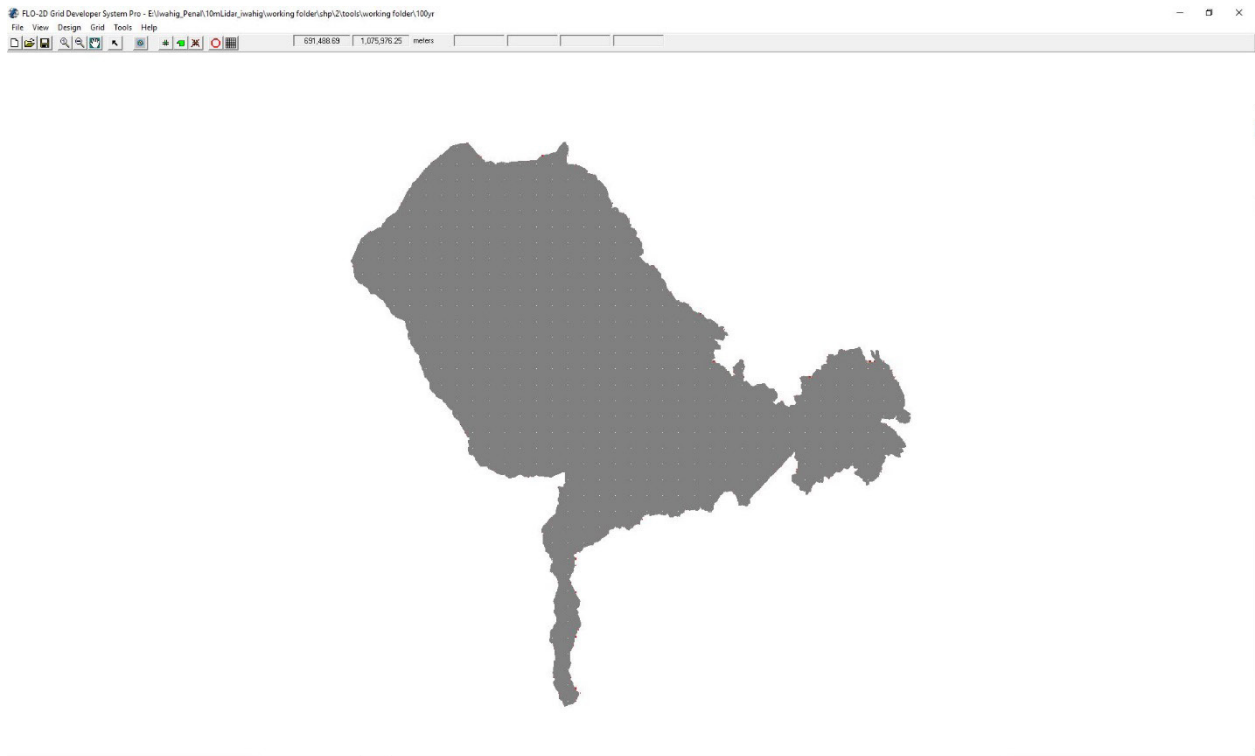 FLO-2D Grid Developer System Pro - E:\Iwahig_Penal\10mLidar_iwahig\working folder\shp\2\tools\working folder\100yr
File View Design Grid Tools Help
691,488.69 1,075,976.25 meters